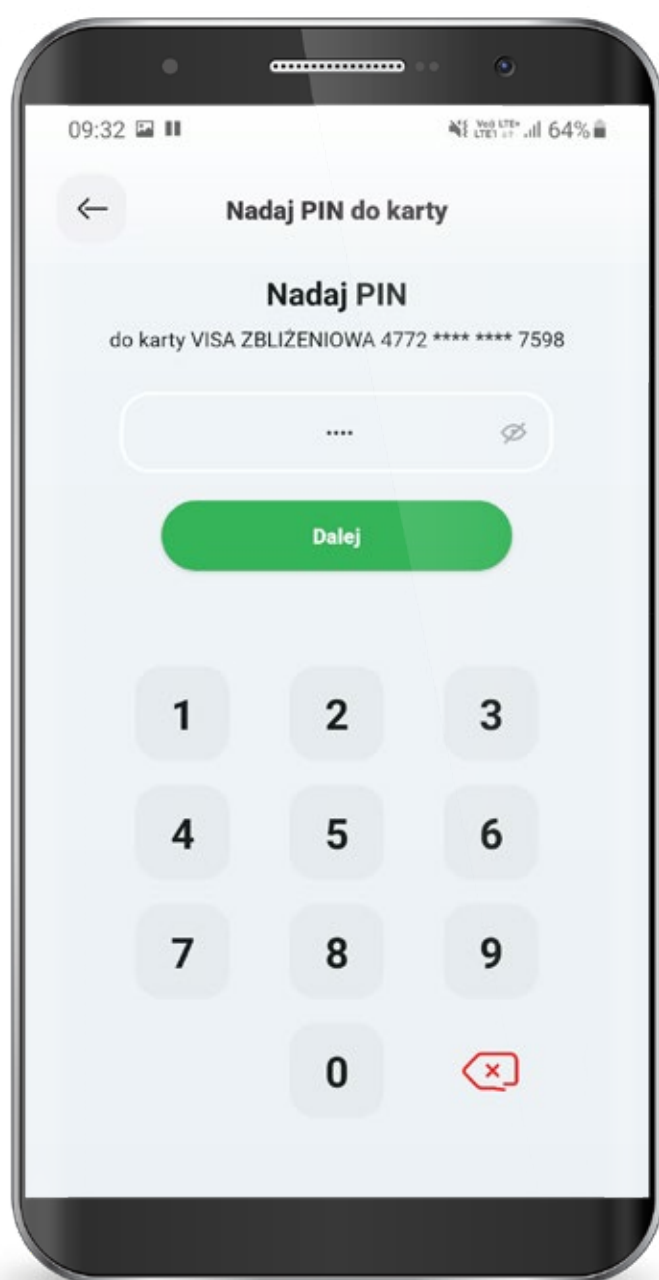 09:32 64%
Nadaj PIN do karty
Nadaj PIN
do karty VISA ZBLIŻENIOWA 4772 **** **** 7598
••••
Dalej
1 2 3
4 5 6
7 8 9
0